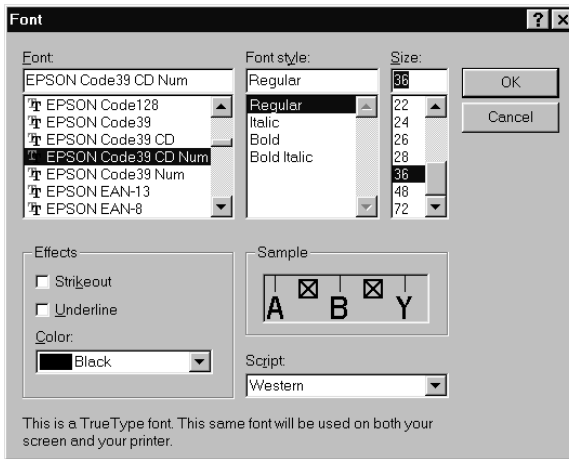 Font
Font:
EPSON Code39 CD Num
EPSON Code128
EPSON Code39
EPSON Code39 CD
EPSON Code39 CD Num
EPSON Code39 Num
EPSON EAN-13
EPSON EAN-8
Font style:
Regular
Regular
Italic
Bold
Bold Italic
Size:
36
22
24
26
28
36
48
72
OK
Cancel
Effects
Strikeout
Underline
Color:
Black
Sample
A B Y
Script:
Western
This is a TrueType font. This same font will be used on both your
screen and your printer.